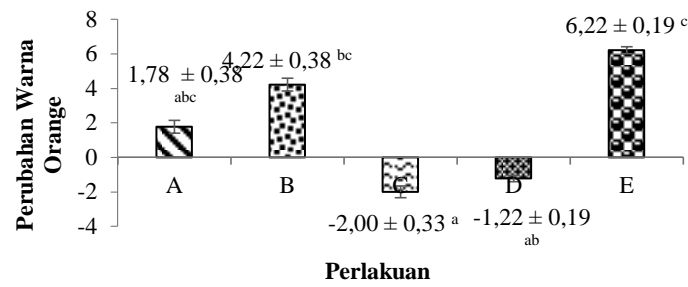 8
6,22 ± 0,19 c
6
4,22 ± 0,38 bc
1,78 ± 0,38
abc
4
2
0
A B C D E
-2
-2,00 ± 0,33 a
-1,22 ± 0,19
ab
-4
Perubahan Warna
Orange
Perlakuan